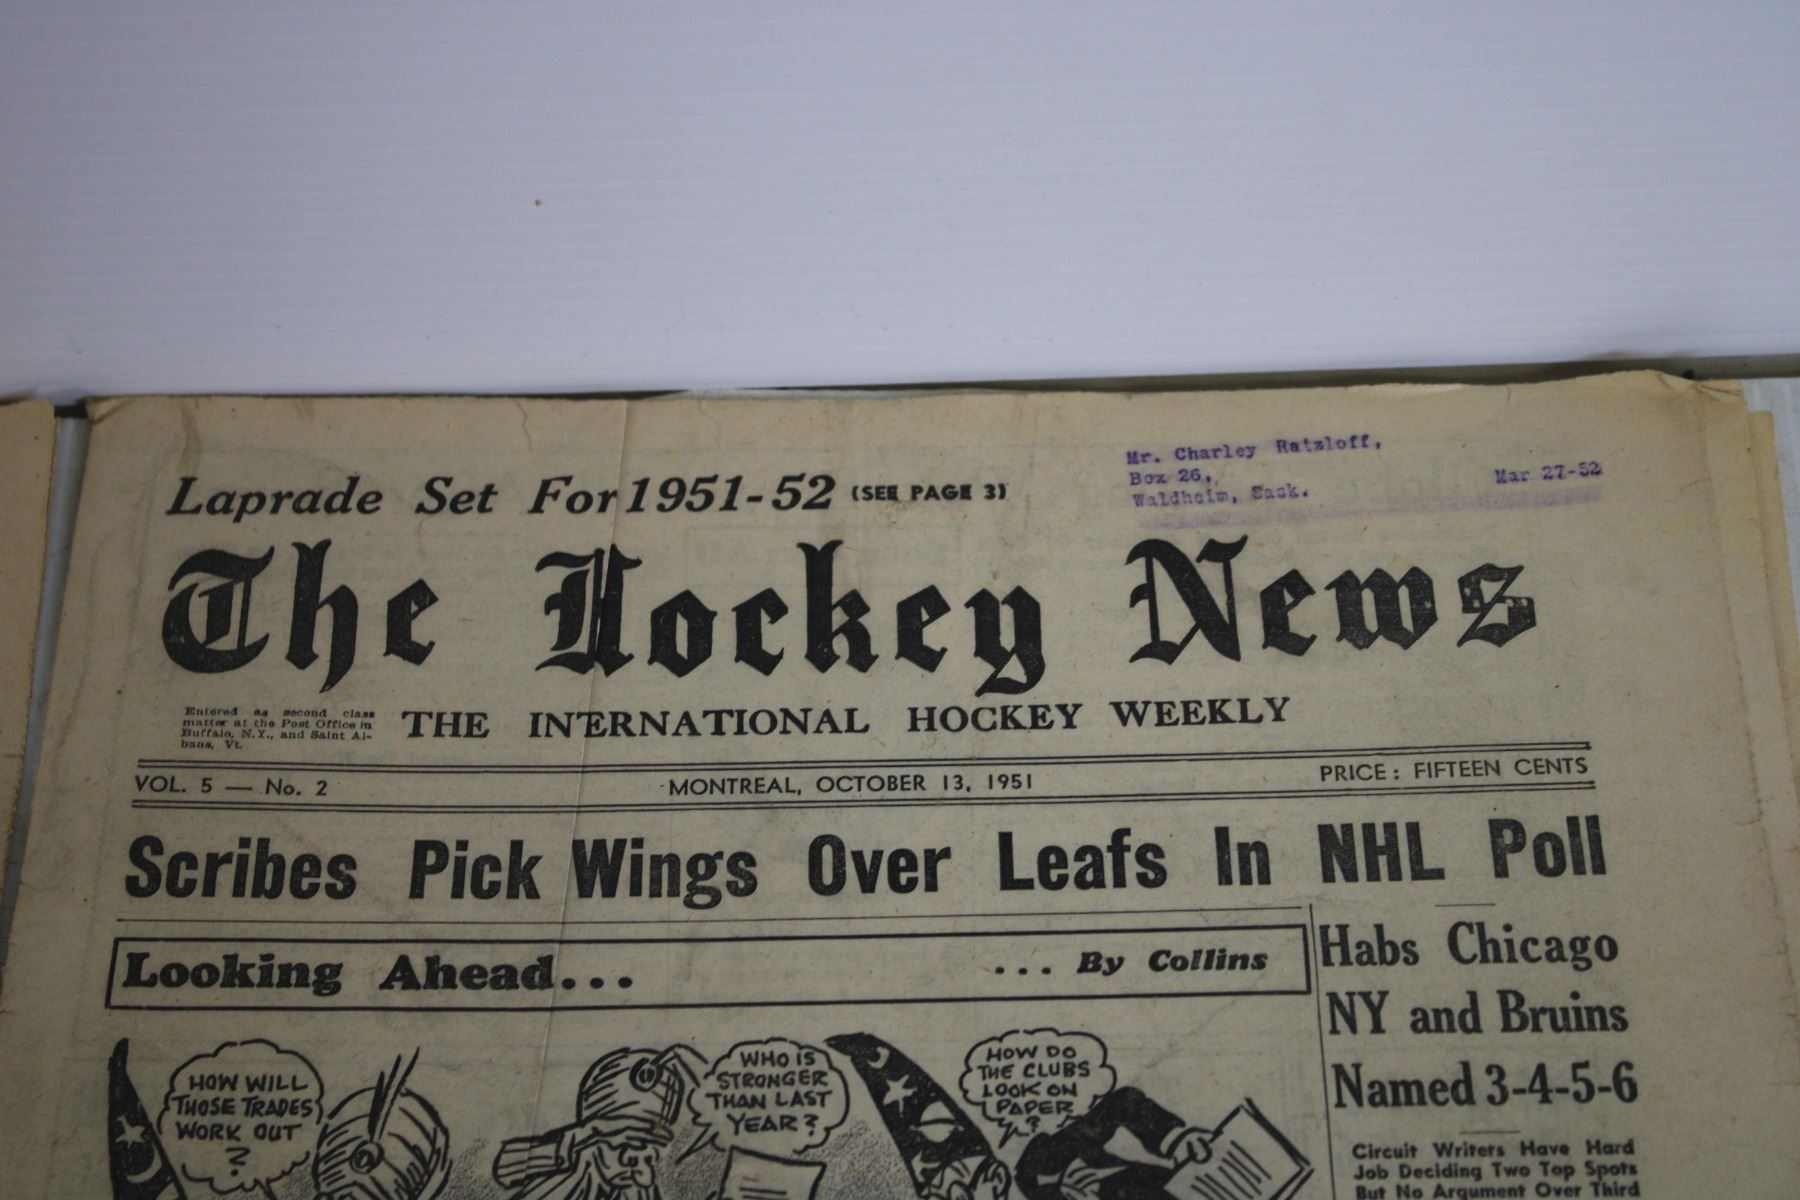 Laprade Set For 1951-52 (SEE PAGE 3)
Mr. Charley Ratzloff,
Box 26,
Waldheim, Sask.
Mar 27-52
The Hockey News
Entered as second class
matter at the Post Office in
Buffalo, N.Y., and Saint Al-
bans, Vt.
THE INTERNATIONAL HOCKEY WEEKLY
VOL. 5 — No. 2 MONTREAL, OCTOBER 13, 1951 PRICE: FIFTEEN CENTS
Scribes Pick Wings Over Leafs In NHL Poll
Looking Ahead... ... By Collins
HOW WILL
THOSE TRADES
WORK OUT
?
WHO IS
STRONGER
THAN LAST
YEAR?
HOW DO
THE CLUBS
LOOK ON
PAPER
?
Habs Chicago
NY and Bruins
Named 3-4-5-6
Circuit Writers Have Hard
Job Deciding Two Top Spots
But No Argument Over Third